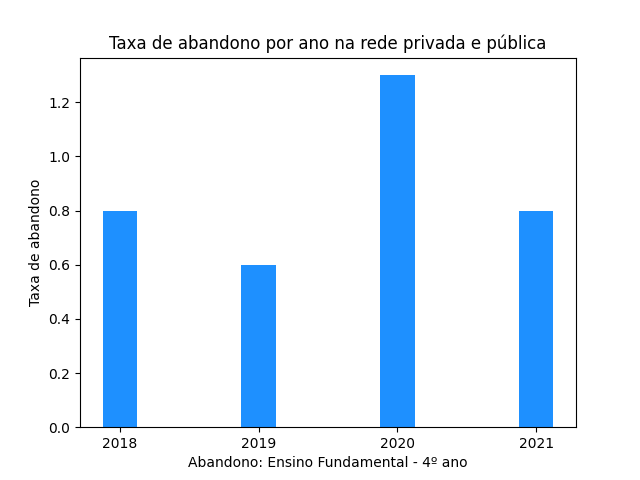 Taxa de abandono por ano na rede privada e pública
1.2
1.0
0.8
0.6
0.4
0.2
0.0
Taxa de abandono
2018 2019 2020 2021
Abandono: Ensino Fundamental - 4º ano